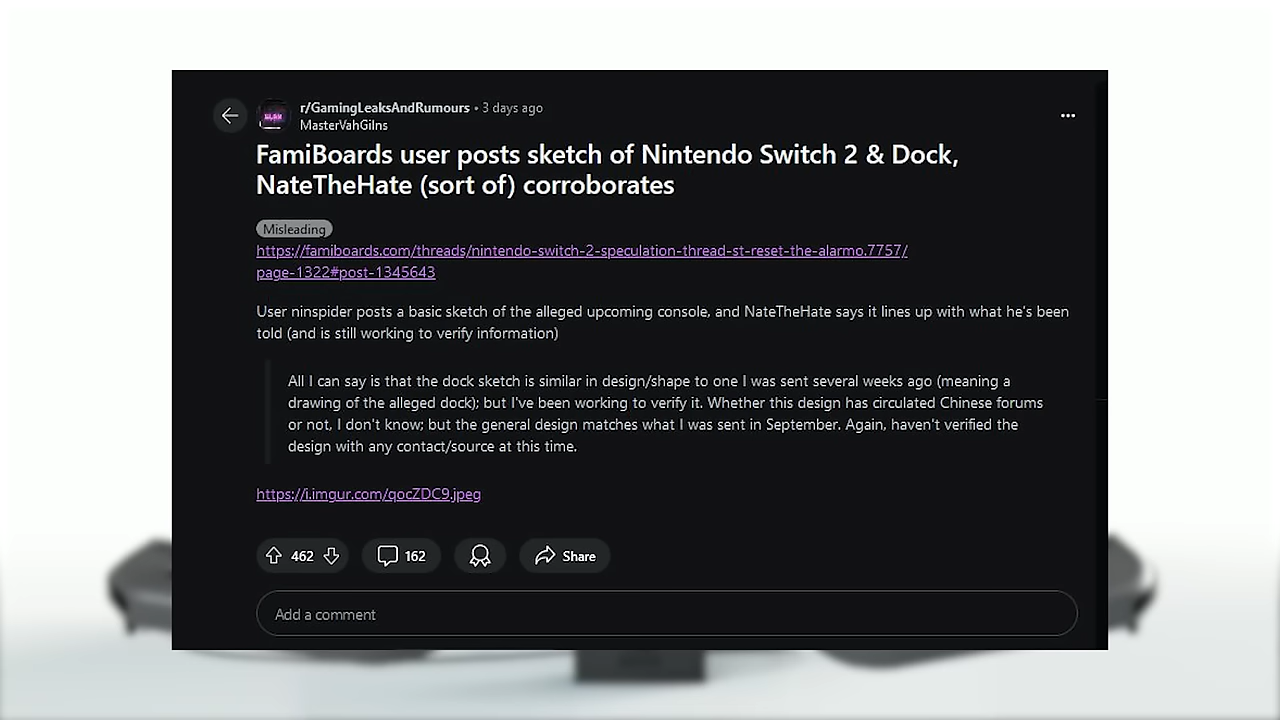 r/GamingLeaksAndRumours • 3 days ago
MasterVahGilns
FamiBoards user posts sketch of Nintendo Switch 2 & Dock,
NateTheHate (sort of) corroborates
Misleading
https://famiboards.com/threads/nintendo-switch-2-speculation-thread-st-reset-the-alarmo.7757/
page-1322#post-1345643
User ninspider posts a basic sketch of the alleged upcoming console, and NateTheHate says it lines up with what he's been
told (and is still working to verify information)
All I can say is that the dock sketch is similar in design/shape to one I was sent several weeks ago (meaning a
drawing of the alleged dock); but I've been working to verify it. Whether this design has circulated Chinese forums
or not, I don't know; but the general design matches what I was sent in September. Again, haven't verified the
design with any contact/source at this time.
https://i.imgur.com/qocZDC9.jpeg
462
162
Share
Add a comment